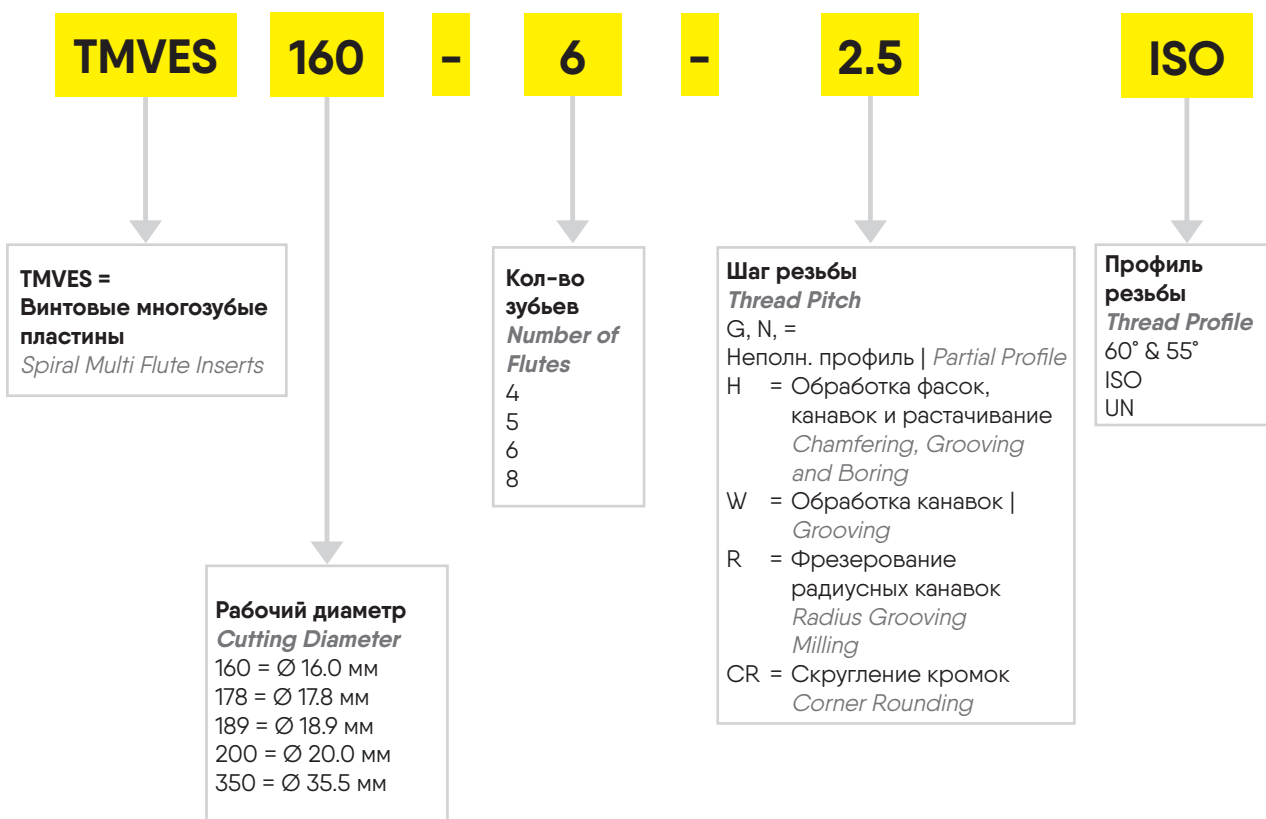 TMVES 160 - 6 - 2.5 ISO
TMVES =
Винтовые многозубые
пластины
Spiral Multi Flute Inserts
Рабочий диаметр
Cutting Diameter
160 = Ø 16.0 мм
178 = Ø 17.8 мм
189 = Ø 18.9 мм
200 = Ø 20.0 мм
350 = Ø 35.5 мм
Кол-во
зубьев
Number of
Flutes
4
5
6
8
Шаг резьбы
Thread Pitch
G, N, =
Неполн. профиль | Partial Profile
H = Обработка фасок,
канавок и растачивание
Chamfering, Grooving
and Boring
W = Обработка канавок |
Grooving
R = Фрезерование
радиусных канавок
Radius Grooving
Milling
CR = Скругление кромок
Corner Rounding
Профиль
резьбы
Thread Profile
60° & 55°
ISO
UN